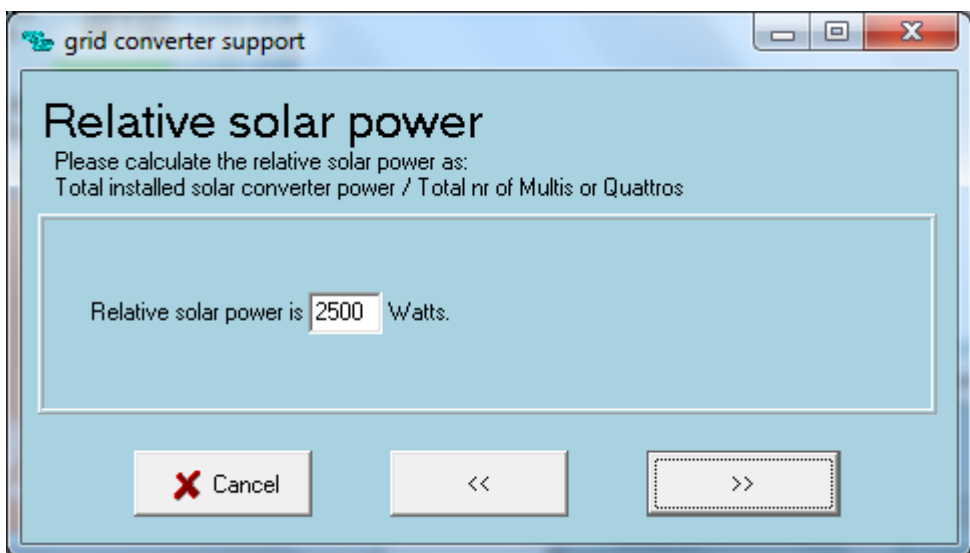 grid converter support
Relative solar power
Please calculate the relative solar power as:
Total installed solar converter power / Total nr of Multis or Quattros
Relative solar power is 2500 Watts.
Cancel << >>